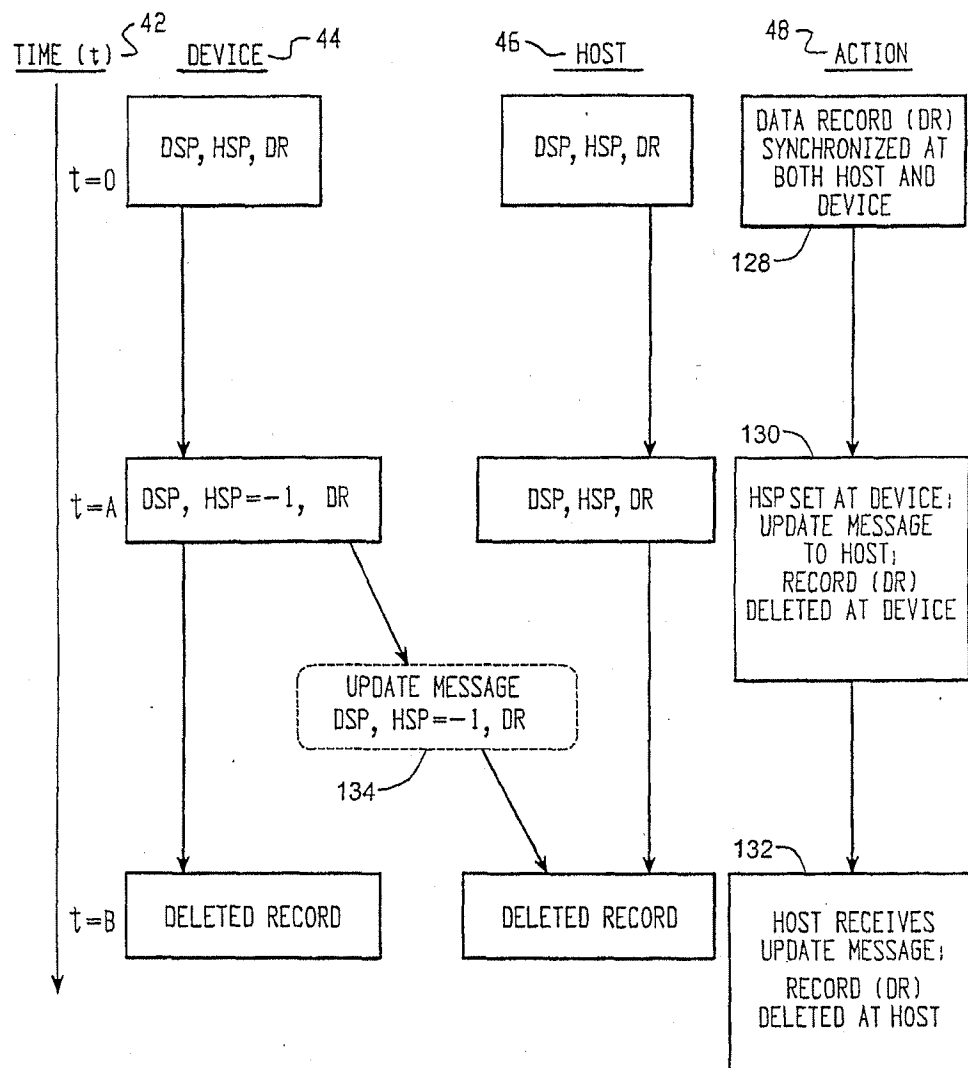 TIME (t) 42
DEVICE 44
46 HOST
48 ACTION
t=0
DSP, HSP, DR
DSP, HSP, DR
DATA RECORD (DR)
SYNCHRONIZED AT
BOTH HOST AND
DEVICE
128
t=A
DSP, HSP=-1, DR
DSP, HSP, DR
130
HSP SET AT DEVICE;
UPDATE MESSAGE
TO HOST;
RECORD (DR)
DELETED AT DEVICE
UPDATE MESSAGE
DSP, HSP=-1, DR
134
t=B
DELETED RECORD
DELETED RECORD
132
HOST RECEIVES
UPDATE MESSAGE;
RECORD (DR)
DELETED AT HOST